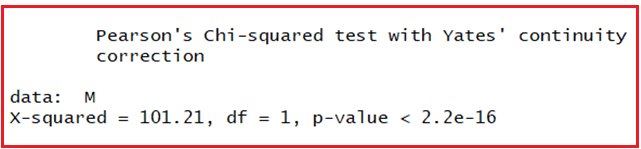 Pearson's Chi-squared test with Yates' continuity
correction
data: M
X-squared = 101.21, df = 1, p-value < 2.2e-16